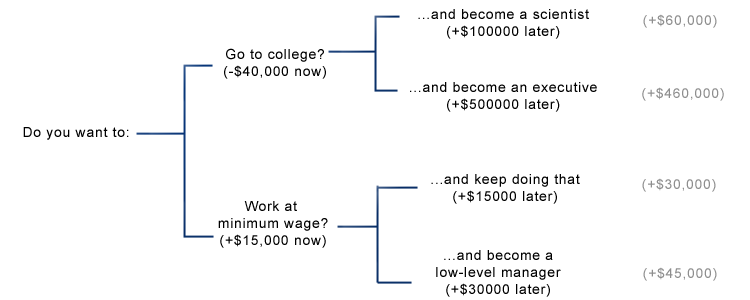 Do you want to:
Go to college?
(-$40,000 now)
...and become a scientist
(+$100000 later)
(+$60,000)
...and become an executive
(+$500000 later)
(+$460,000)
Work at
minimum wage?
(+$15,000 now)
...and keep doing that
(+$15000 later)
(+$30,000)
...and become a
low-level manager
(+$30000 later)
(+$45,000)